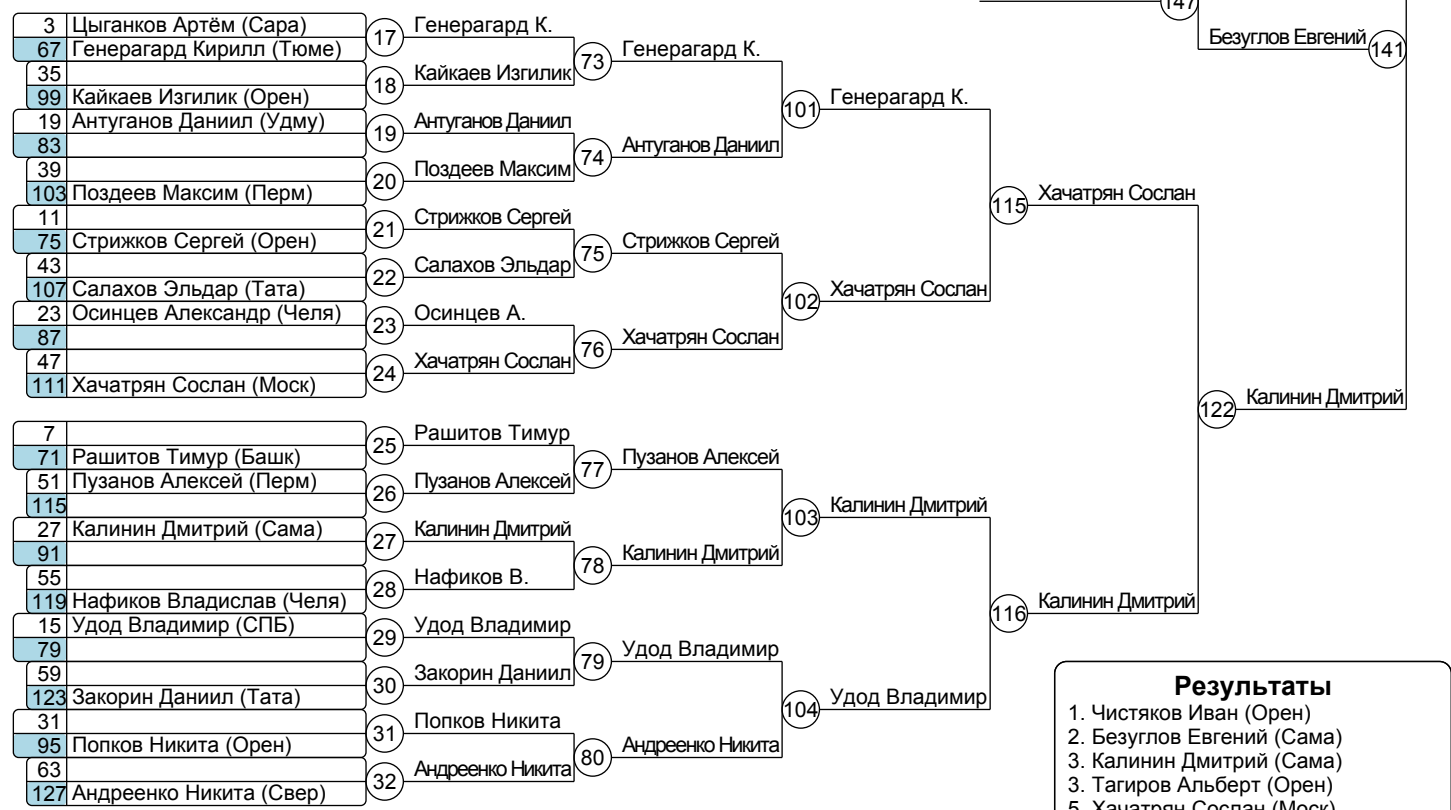 147
Безуглов Евгений 141
3 Цыганков Артём (Сара)
67 Генерагард Кирилл (Тюме)
35
99 Кайкаев Изгилик (Орен)
19 Антуганов Даниил (Удму)
83
39
103 Поздеев Максим (Перм)
11
75 Стрижков Сергей (Орен)
43
107 Салахов Эльдар (Тата)
23 Осинцев Александр (Челя)
87
47
111 Хачатрян Сослан (Моск)
17 Генерагард К.
18 Кайкаев Изгилик
19 Антуганов Даниил
20 Поздеев Максим
21 Стрижков Сергей
22 Салахов Эльдар
23 Осинцев А.
24 Хачатрян Сослан
73 Генерагард К.
74 Антуганов Даниил
75 Стрижков Сергей
76 Хачатрян Сослан
101 Генерагард К.
102 Хачатрян Сослан
115 Хачатрян Сослан
7
71 Рашитов Тимур (Башк)
51 Пузанов Алексей (Перм)
115
27 Калинин Дмитрий (Сама)
91
55
119 Нафиков Владислав (Челя)
15 Удод Владимир (СПБ)
79
59
123 Закорин Даниил (Тата)
31
95 Попков Никита (Орен)
63
127 Андреенко Никита (Свер)
25 Рашитов Тимур
26 Пузанов Алексей
27 Калинин Дмитрий
28 Нафиков В.
29 Удод Владимир
30 Закорин Даниил
31 Попков Никита
32 Андреенко Никита
77 Пузанов Алексей
78 Калинин Дмитрий
79 Удод Владимир
80 Андреенко Никита
103 Калинин Дмитрий
104 Удод Владимир
116 Калинин Дмитрий
122 Калинин Дмитрий
Результаты
1. Чистяков Иван (Орен)
2. Безуглов Евгений (Сама)
3. Калинин Дмитрий (Сама)
3. Тагиров Альберт (Орен)
5. Хачатрян Сослан (Моск)